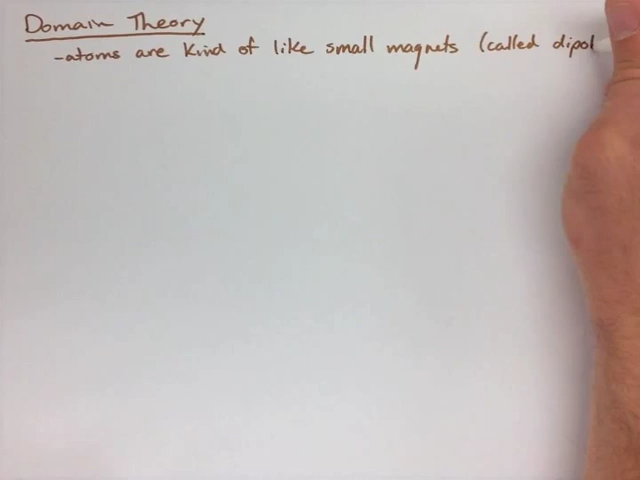 Domain Theory
-atoms are kind of like small magnets (called dipol